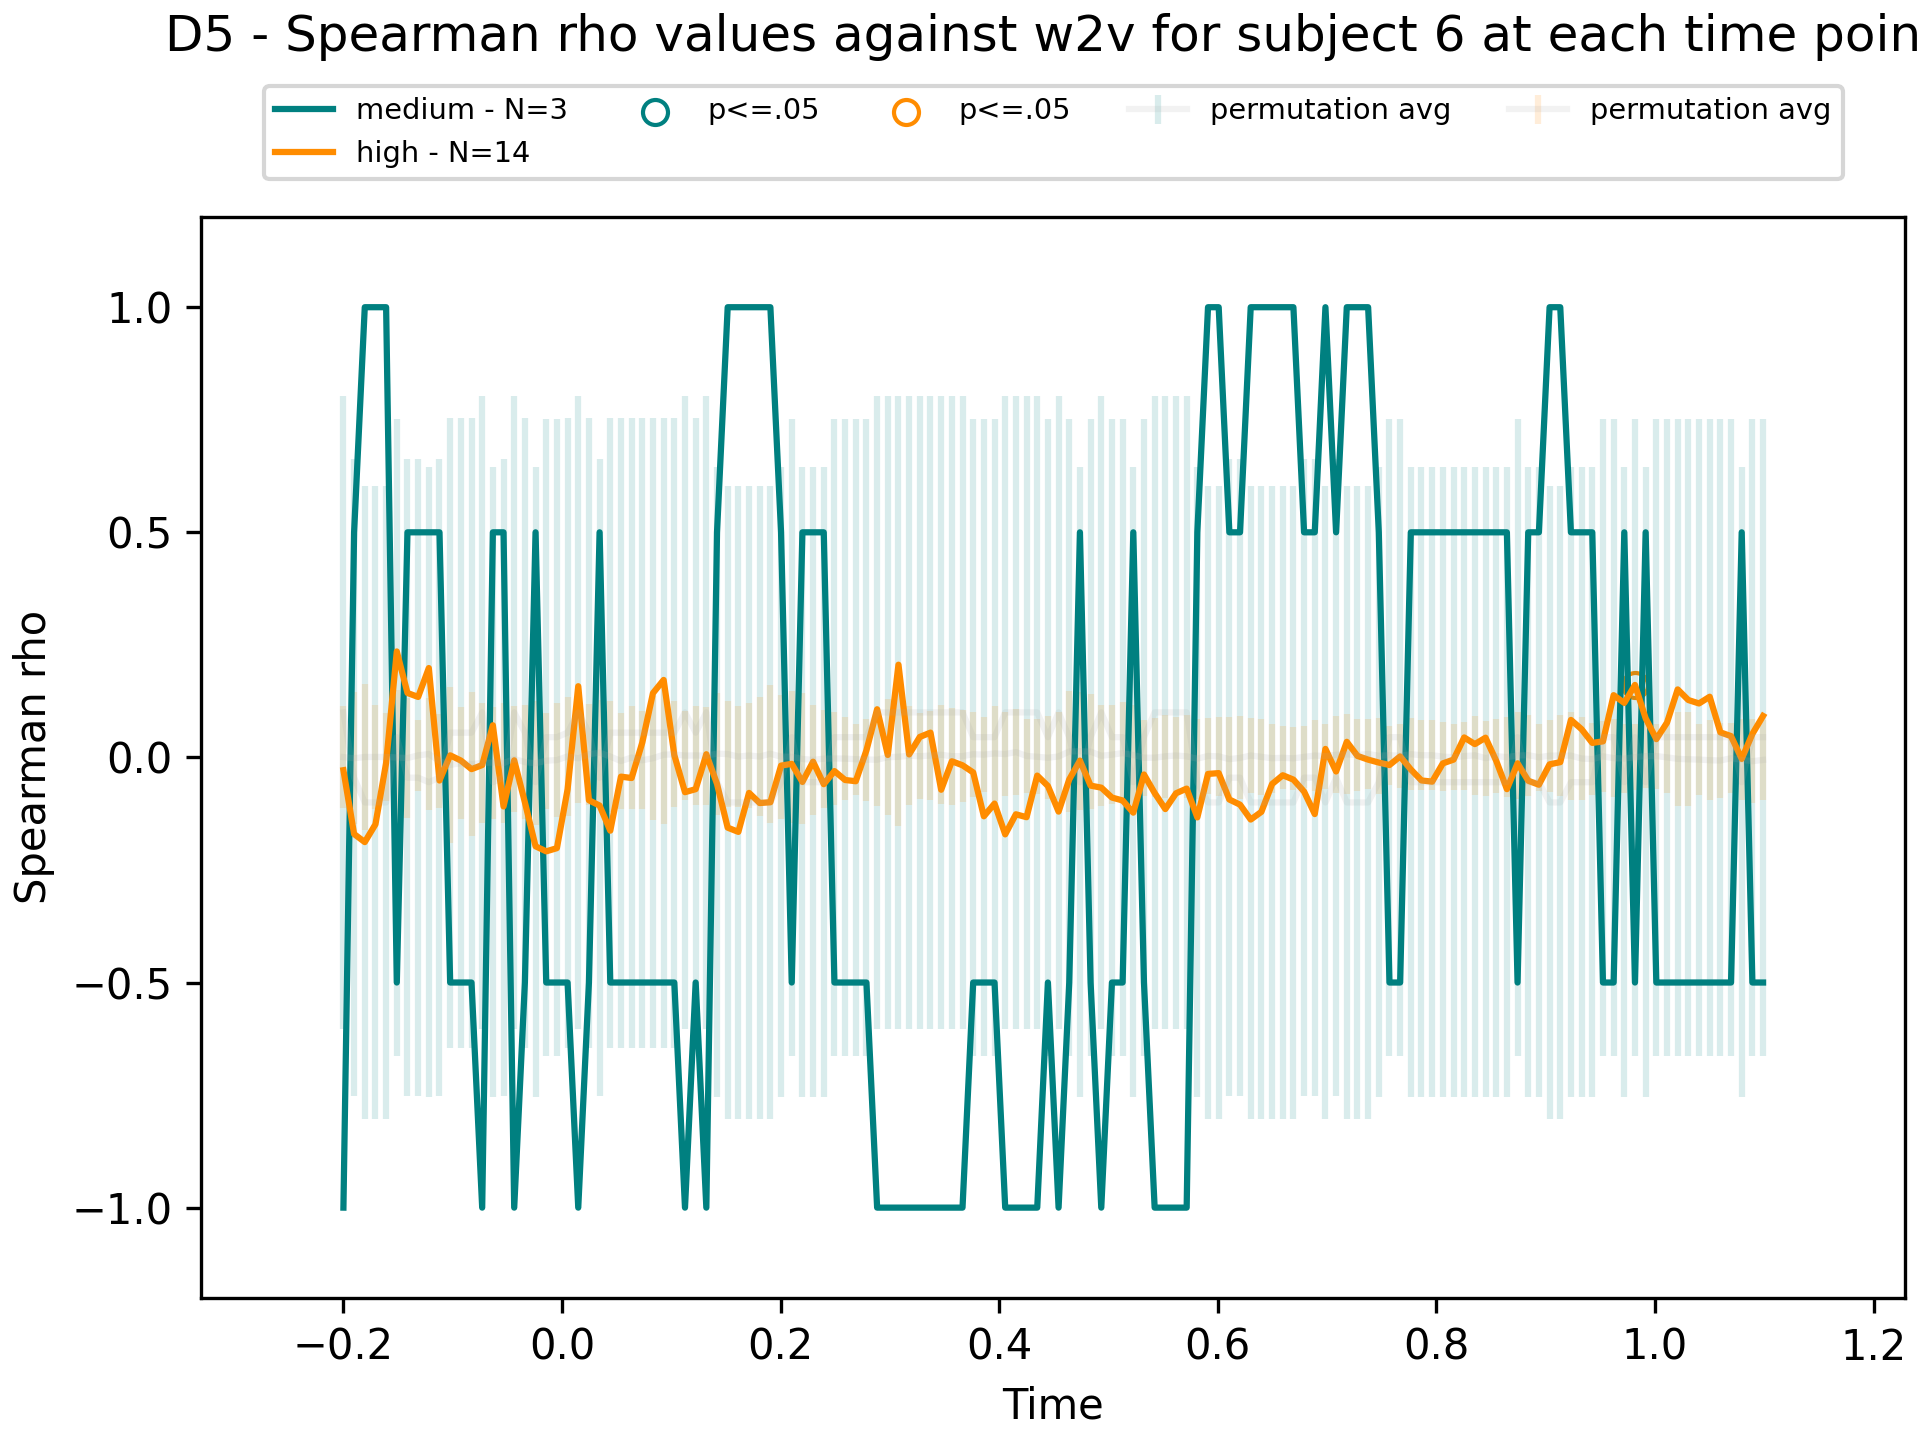 D5 - Spearman rho values against w2v for subject 6 at each time poin
medium - N=3
high - N=14
p<=.05
p<=.05
permutation avg
permutation avg
1.0
0.5
0.0
−0.5
−1.0
Spearman rho
−0.2 0.0 0.2 0.4 0.6 0.8 1.0 1.2
Time